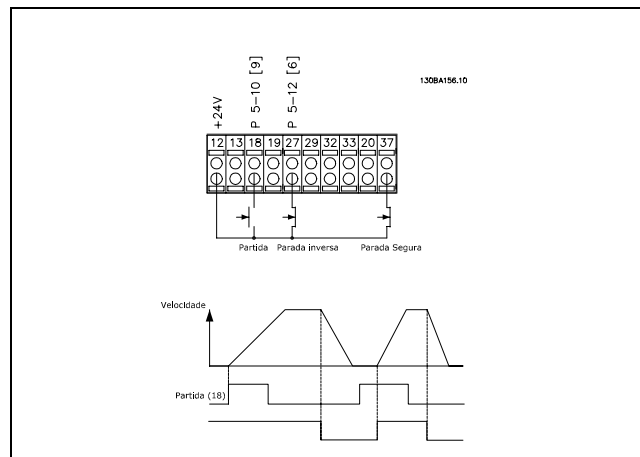 130BA156.10
+24V
P 5-10 [9]
P 5-12 [6]
12 13 18 19 27 29 32 33 20 37
Partida Parada inversa Parada Segura
Velocidade
Partida (18)